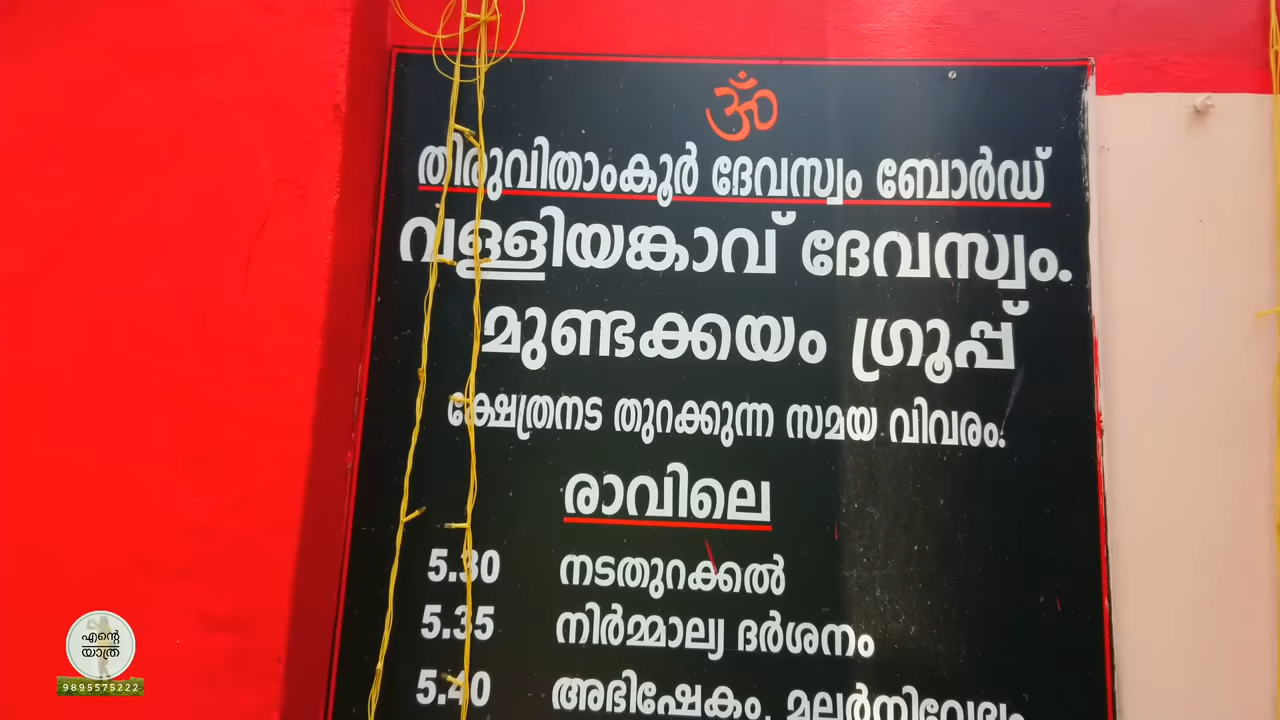 ॐ
തിരുവിതാംകൂർ ദേവസ്വം ബോർഡ്
വള്ളിയങ്കാവ് ദേവസ്വം.
മുണ്ടക്കയം ഗ്രൂപ്പ്
ക്ഷേത്രനട തുറക്കുന്ന സമയ വിവരം:
രാവിലെ
5.30 നടതുറക്കൽ
5.35 നിർമ്മാല്യ ദർശനം
5.40 അഭിഷേകം, മലർനിവേദ്യം
എന്റെ
യാത്ര
9895575222